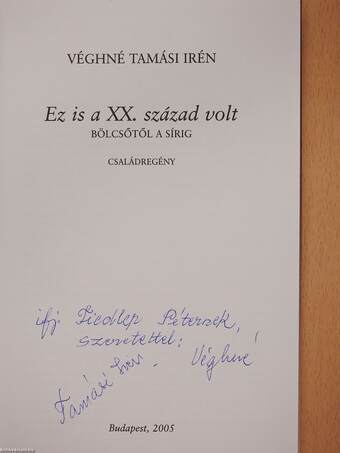 VÉGHNÉ TAMÁSI IRÉN
Ez is a XX. század volt
BÖLCSŐTŐL A SÍRIG
CSALÁDREGÉNY
ifj. Fiedler Péternek,
szeretettel:
Véghné
Tamási Irén.
Budapest, 2005